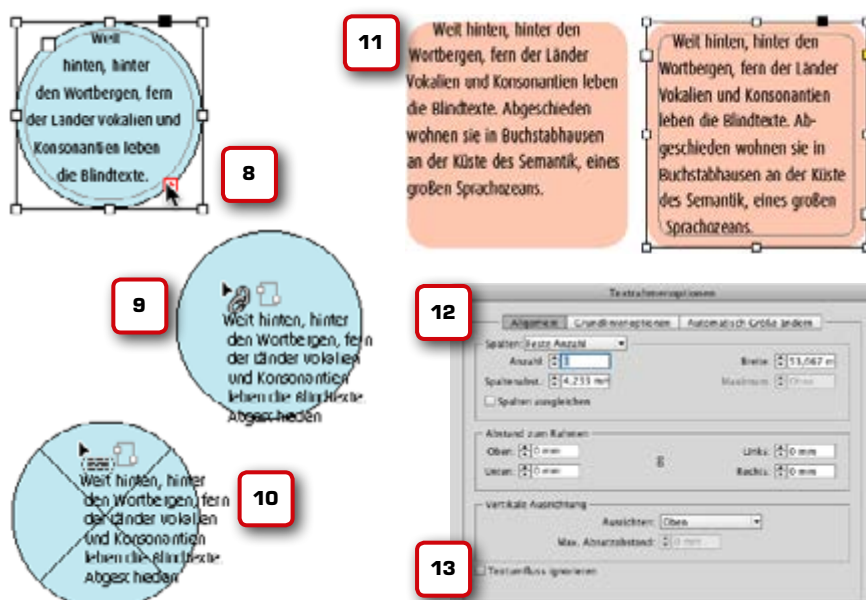 Weit
hinten, hinter
den Wortbergen, fern
der Länder Vokalien und
Konsonantien leben
die Blindtexte.
8
9
Weit hinten, hinter
den Wortbergen, fern
der Länder Vokalien
und Konsonantien
leben die Blindtexte.
Abgeschieden
10
Weit hinten, hinter
den Wortbergen, fern
der Länder Vokalien
und Konsonantien
leben die Blindtexte.
Abgeschieden
11
Weit hinten, hinter den
Wortbergen, fern der Länder
Vokalien und Konsonantien leben
die Blindtexte. Abgeschieden
wohnen sie in Buchstabhausen
an der Küste des Semantik, eines
großen Sprachozeans.
Weit hinten, hinter den
Wortbergen, fern der Länder
Vokalien und Konsonantien
leben die Blindtexte. Ab-
geschieden wohnen sie in
Buchstabhausen an der Küste
des Semantik, eines großen
Sprachozeans.
12
Textrahmenoptionen
Allgemein Grundlinienoptionen Automatisch Größe ändern
Spalten: Feste Anzahl
Anzahl: Breite: 53,667 m
Spaltenabst.: 4,233 mm Maximum: Ohne
Spalten ausgleichen
Abstand zum Rahmen
Oben: 0 mm Links: 0 mm
Unten: 0 mm Rechts: 0 mm
Vertikale Ausrichtung
Ausrichten: Oben
Max. Absatzabstand: 0 mm
13
Textumfluss ignorieren